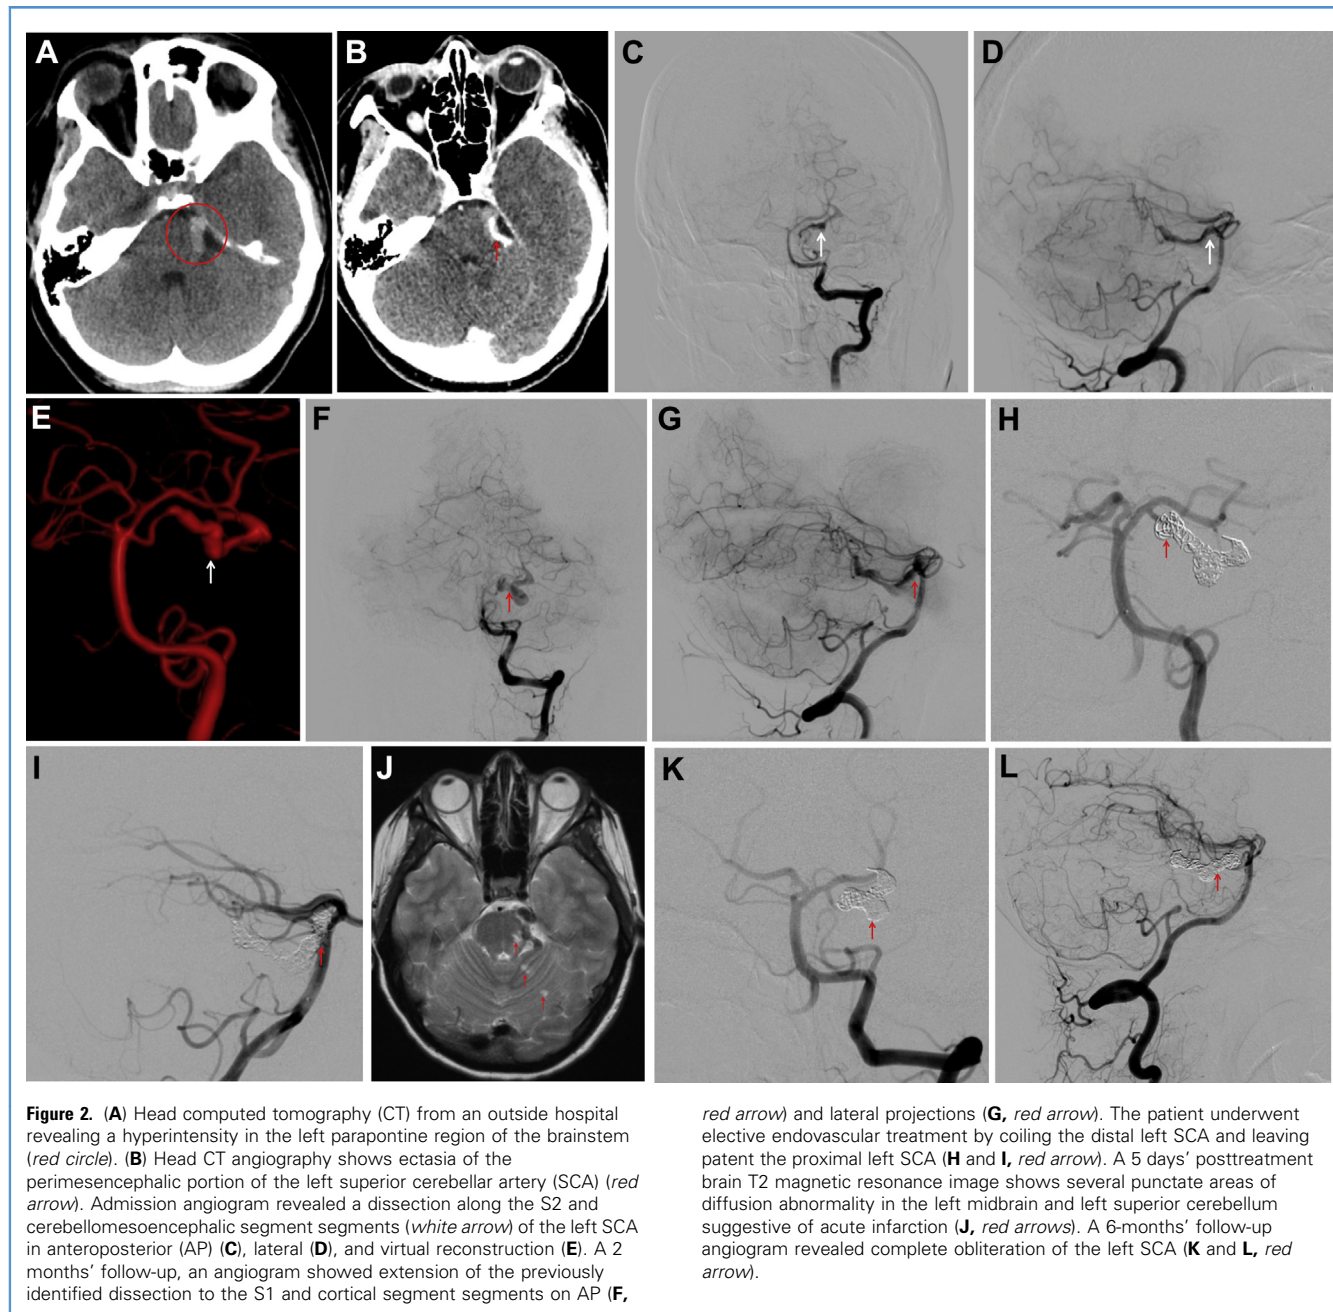 A
B
C
D
E
F
G
H
I
J
K
L
Figure 2. (A) Head computed tomography (CT) from an outside hospital
revealing a hyperintensity in the left parapontine region of the brainstem
(red circle). (B) Head CT angiography shows ectasia of the
perimesencephalic portion of the left superior cerebellar artery (SCA) (red
arrow). Admission angiogram revealed a dissection along the S2 and
cerebellomesoencephalic segment segments (white arrow) of the left SCA
in anteroposterior (AP) (C), lateral (D), and virtual reconstruction (E). A 2
months' follow-up, an angiogram showed extension of the previously
identified dissection to the S1 and cortical segment segments on AP (F,
red arrow) and lateral projections (G, red arrow). The patient underwent
elective endovascular treatment by coiling the distal left SCA and leaving
patent the proximal left SCA (H and I, red arrow). A 5 days' posttreatment
brain T2 magnetic resonance image shows several punctate areas of
diffusion abnormality in the left midbrain and left superior cerebellum
suggestive of acute infarction (J, red arrows). A 6-months' follow-up
angiogram revealed complete obliteration of the left SCA (K and L, red
arrow).